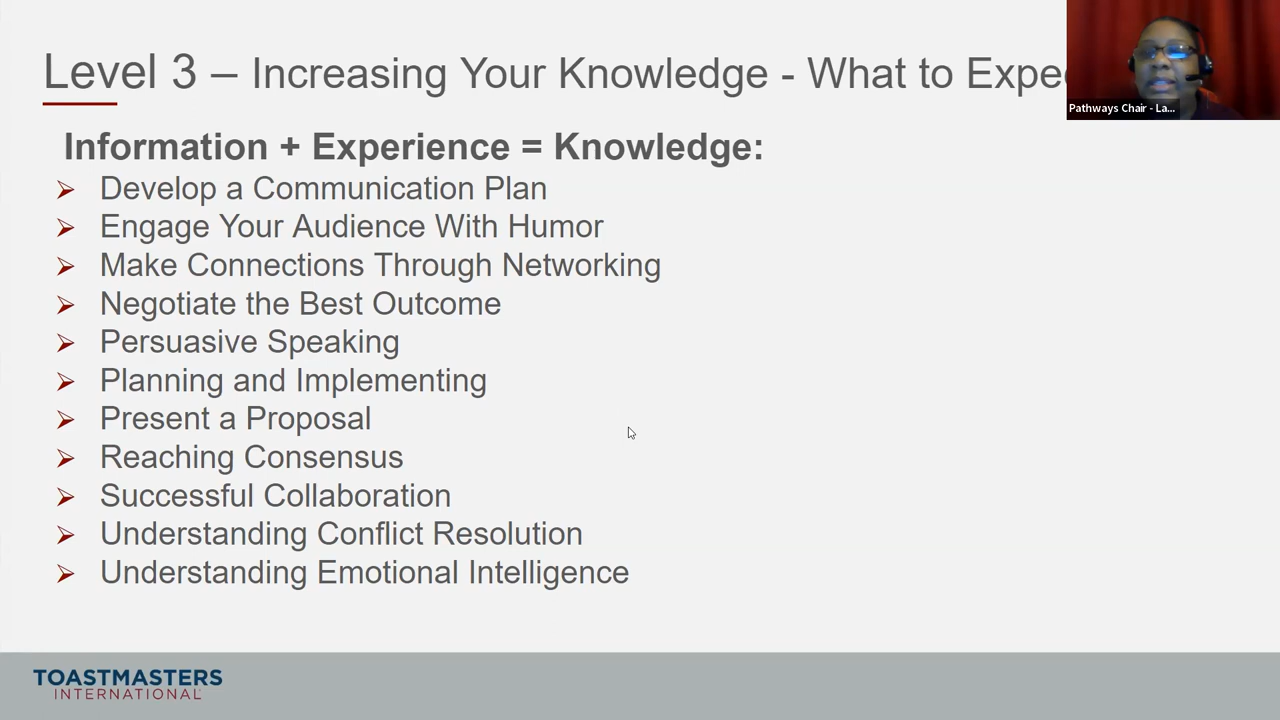 Level 3 – Increasing Your Knowledge - What to Expec
Pathways Chair - La...
Information + Experience = Knowledge:
Develop a Communication Plan
Engage Your Audience With Humor
Make Connections Through Networking
Negotiate the Best Outcome
Persuasive Speaking
Planning and Implementing
Present a Proposal
Reaching Consensus
Successful Collaboration
Understanding Conflict Resolution
Understanding Emotional Intelligence
TOASTMASTERS
INTERNATIONAL